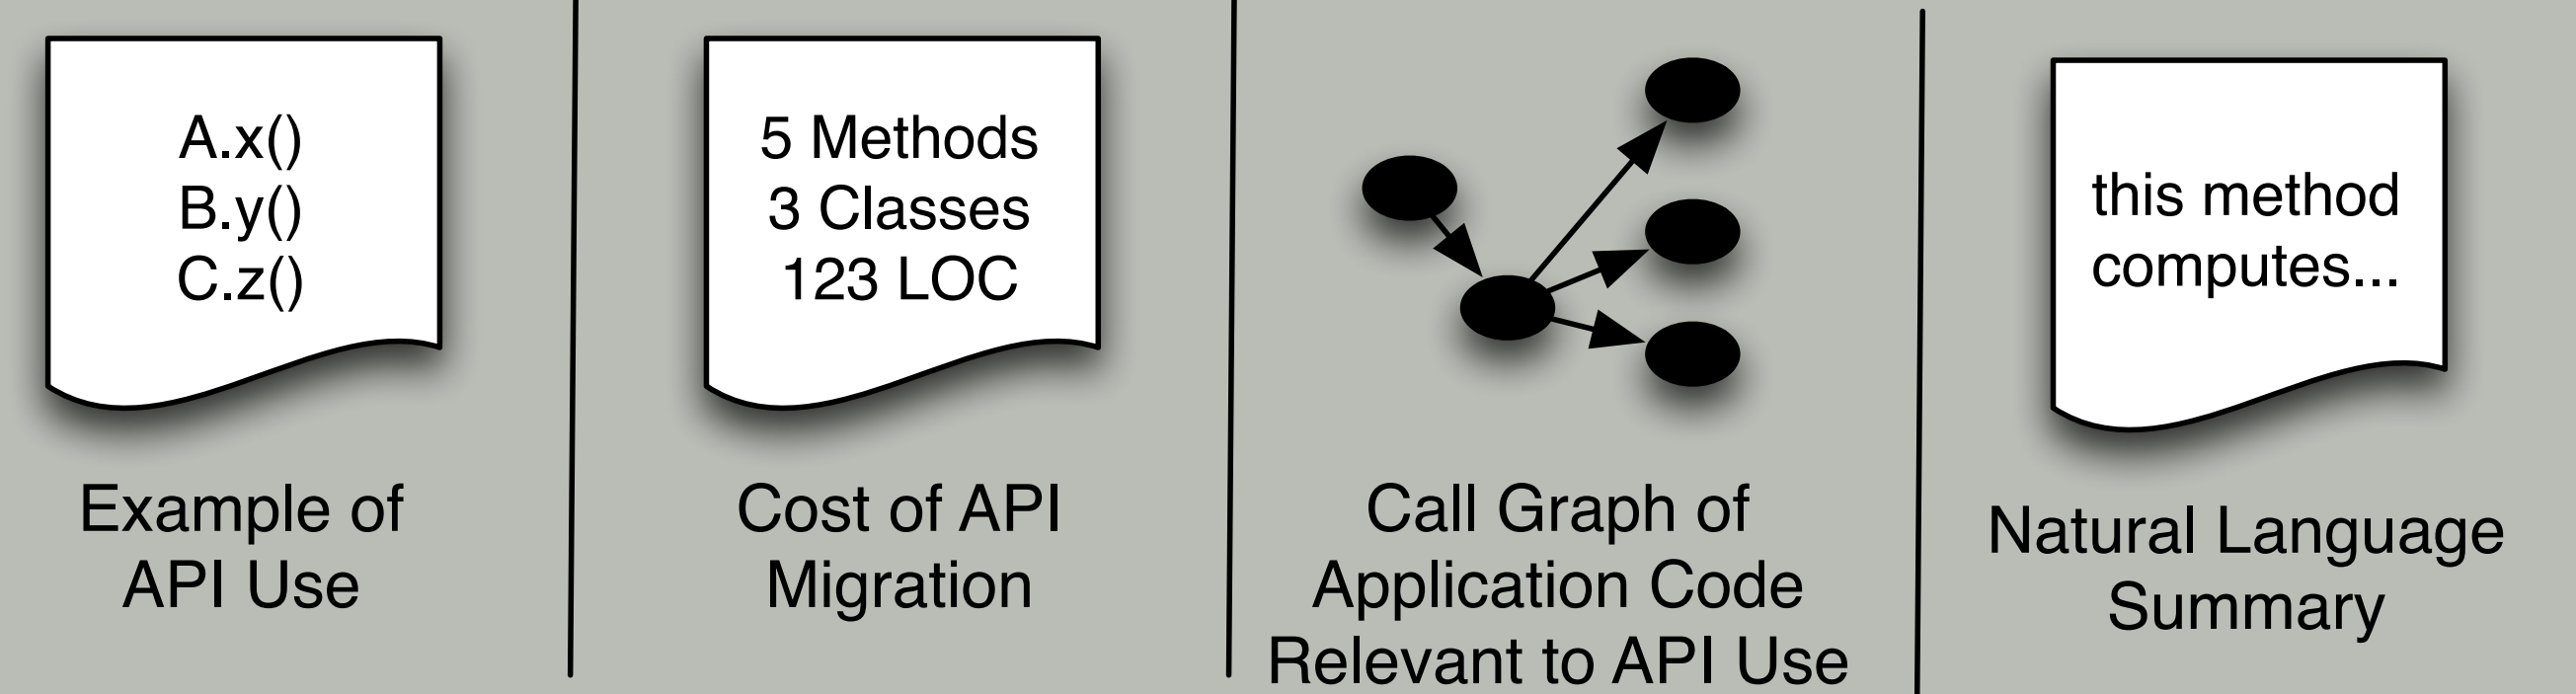 A.x()
B.y()
C.z()
Example of
API Use
5 Methods
3 Classes
123 LOC
Cost of API
Migration
Call Graph of
Application Code
Relevant to API Use
this method
computes...
Natural Language
Summary